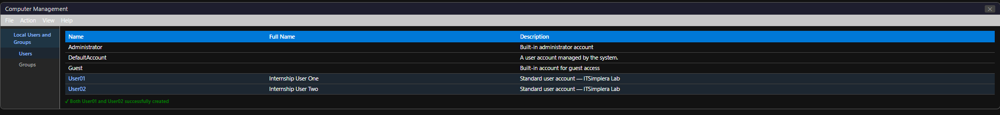 Computer Management
File Action View Help
Local Users and
Groups
Users
Groups
Name Full Name Description
Administrator Built-in administrator account
DefaultAccount A user account managed by the system.
Guest Built-in account for guest access
User01 Internship User One Standard user account — ITSimplera Lab
User02 Internship User Two Standard user account — ITSimplera Lab
✓ Both User01 and User02 successfully created